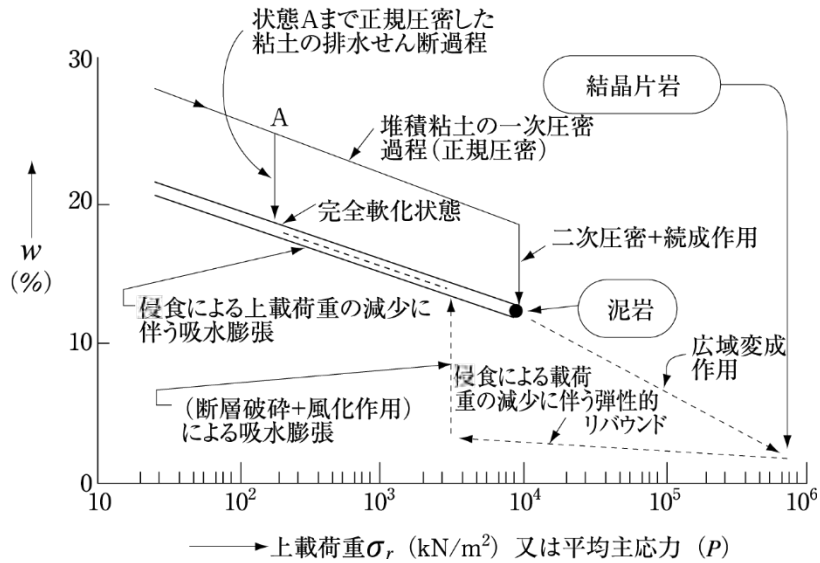 状態Aまで正規圧密した
粘土の排水せん断過程
30
20
10
0
w
(%)
A
結晶片岩
堆積粘土の一次圧密
過程(正規圧密)
完全軟化状態
二次圧密+続成作用
侵食による上載荷重の減少に
伴う吸水膨張
泥岩
広域変成
作用
侵食による載荷
重の減少に伴う弾性的
リバウンド
(断層破砕+風化作用)
による吸水膨張
10 10² 10³ 10⁴ 10⁵ 10⁶
上載荷重σr (kN/m²) 又は平均主応力 (P)